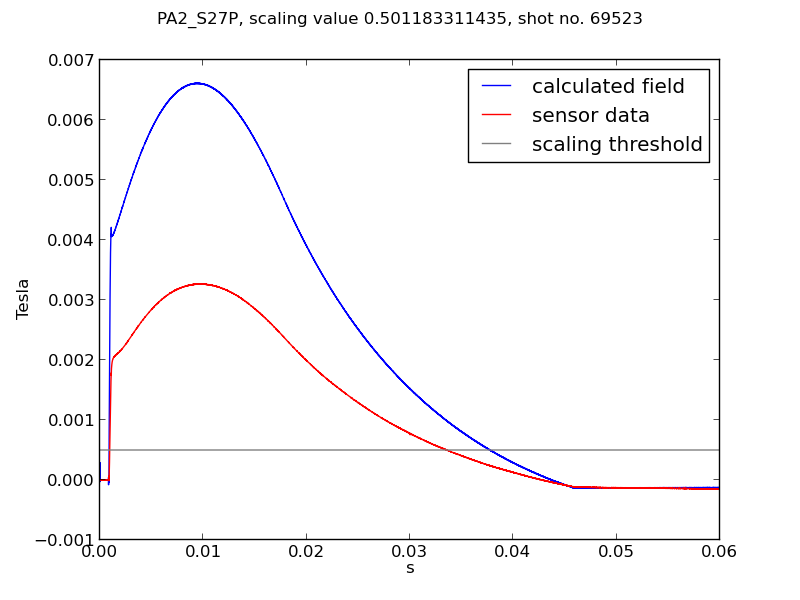 PA2_S27P, scaling value 0.501183311435, shot no. 69523
0.007
0.006
0.005
0.004
0.003
0.002
0.001
0.000
−0.001
Tesla
calculated field
sensor data
scaling threshold
0.00
0.01
0.02
0.03
0.04
0.05
0.06
s